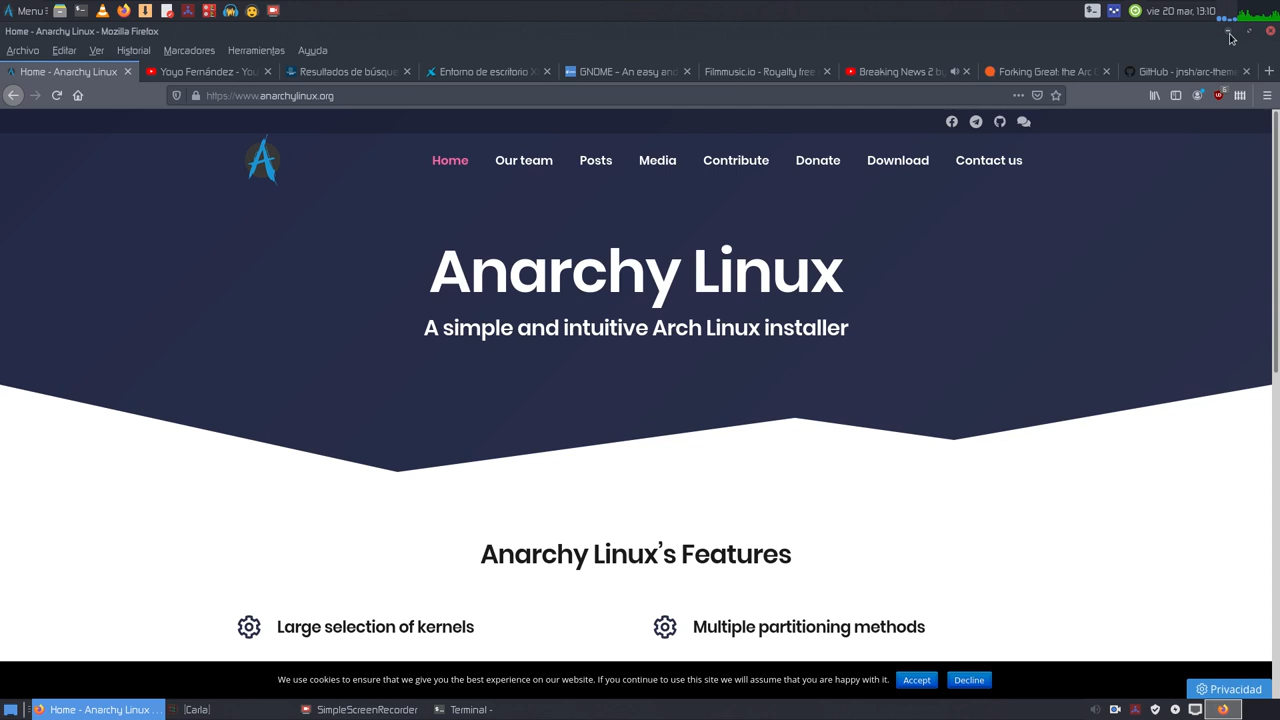 Menu
vie 20 mar, 13:10
Home - Anarchy Linux - Mozilla Firefox
Archivo Editar Ver Historial Marcadores Herramientas Ayuda
Home - Anarchy Linux
Yoyo Fernández - You
Resultados de búsque
Entorno de escritorio X
GNDME – An easy and
Filmmusic.io - Royalty free
Breaking News 2 by
Forking Great: the Arc D
GitHub - jnsh/arc-theme
https://www.anarchylinux.org
6
Home Our team Posts Media Contribute Donate Download Contact us
Anarchy Linux
A simple and intuitive Arch Linux installer
Anarchy Linux’s Features
Large selection of kernels
Multiple partitioning methods
We use cookies to ensure that we give you the best experience on our website. If you continue to use this site we will assume that you are happy with it.
Accept Decline
Privacidad
Home - Anarchy Linux ...
[Carla]
SimpleScreenRecorder
Terminal -